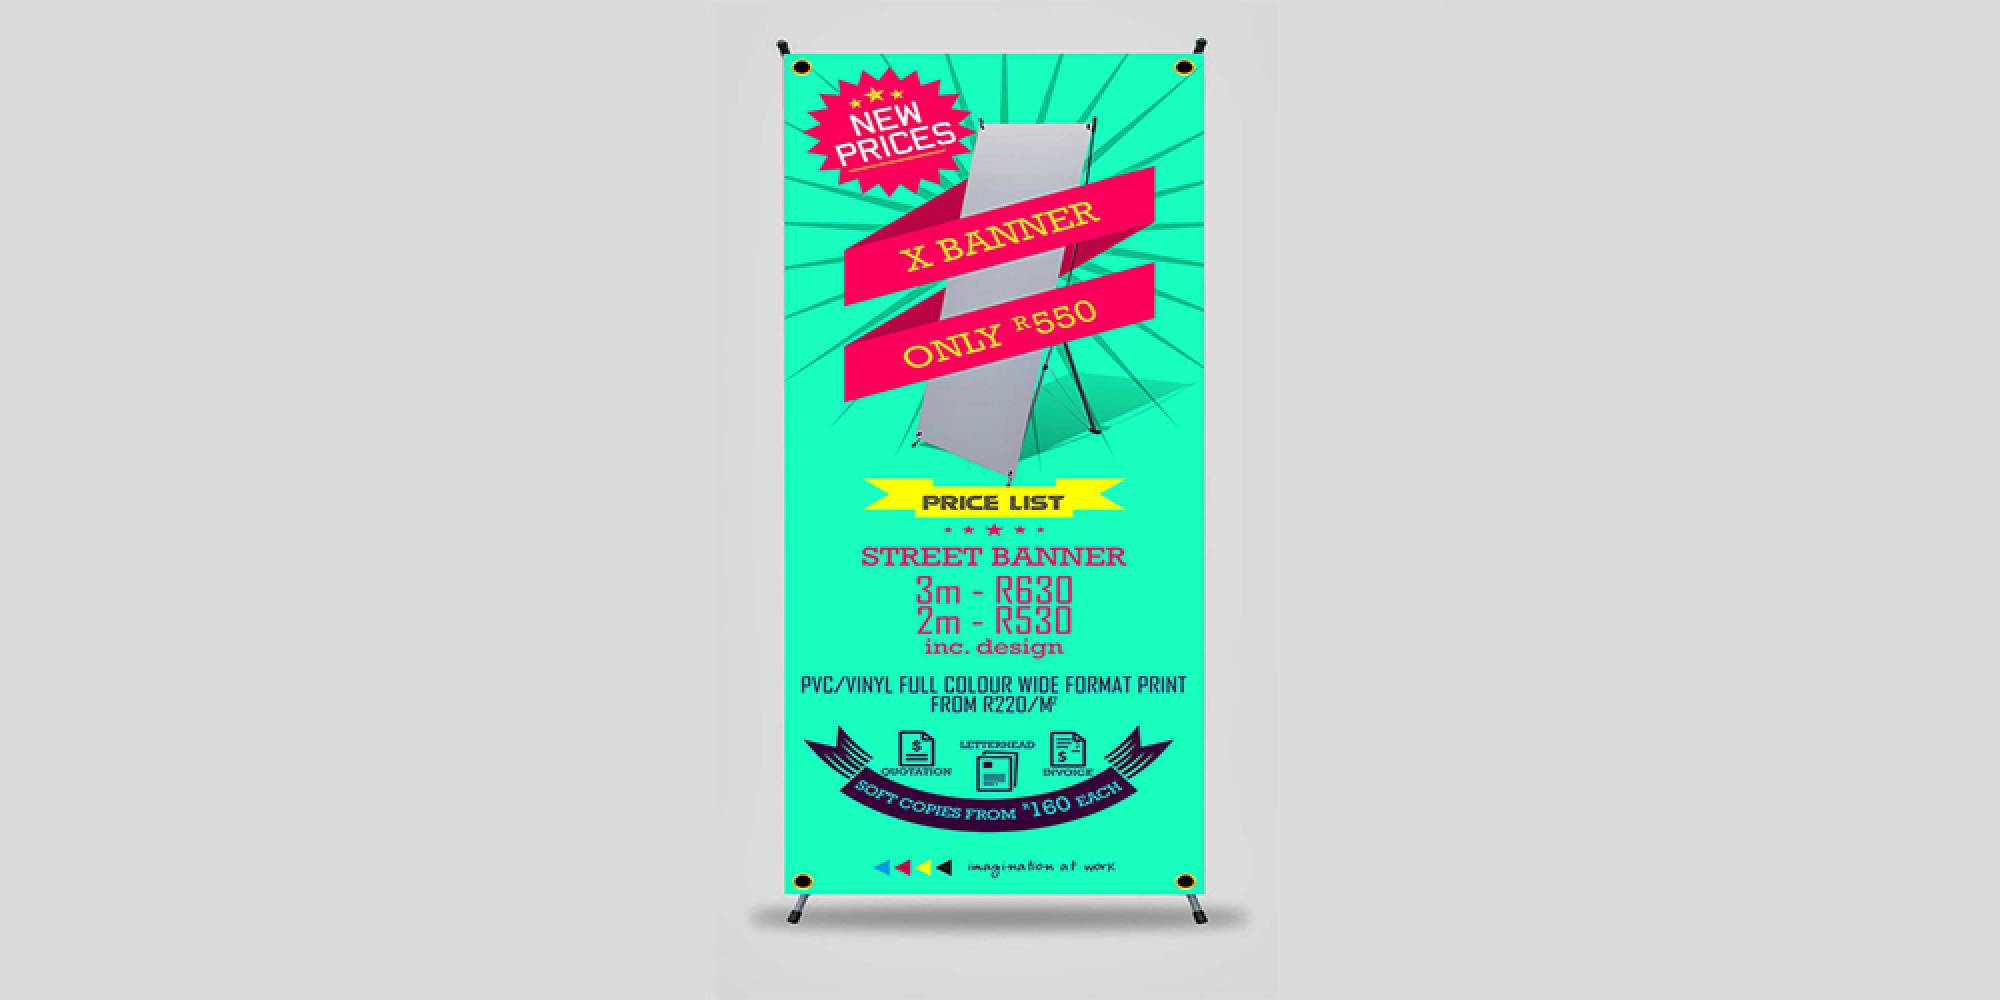 NEW
PRICES
X BANNER
ONLY R550
PRICE LIST
STREET BANNER
3m - R630
2m - R530
inc. design
PVC/VINYL FULL COLOUR WIDE FORMAT PRINT
FROM R220/M²
$
QUOTATION
LETTERHEAD
$
INVOICE
SOFT COPIES FROM R160 EACH
imagination at work